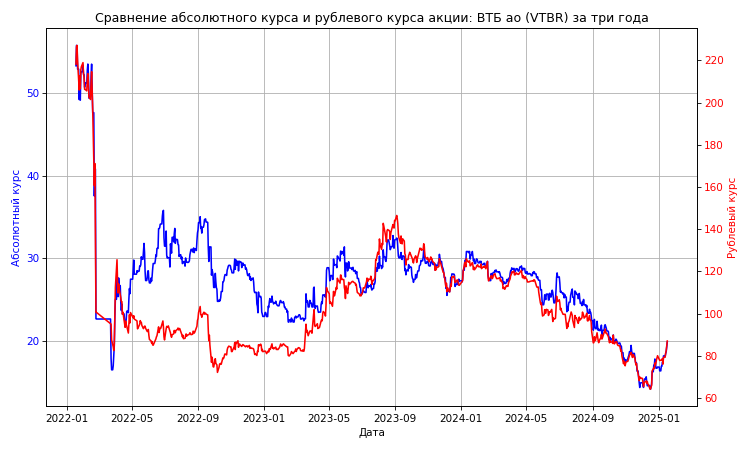 Сравнение абсолютного курса и рублевого курса акции: ВТБ ао (VTBR) за три года
Абсолютный курс
50
40
30
20
220
200
180
160
140
120
100
80
60
Рублевый курс
2022-01 2022-05 2022-09 2023-01 2023-05 2023-09 2024-01 2024-05 2024-09 2025-01
Дата